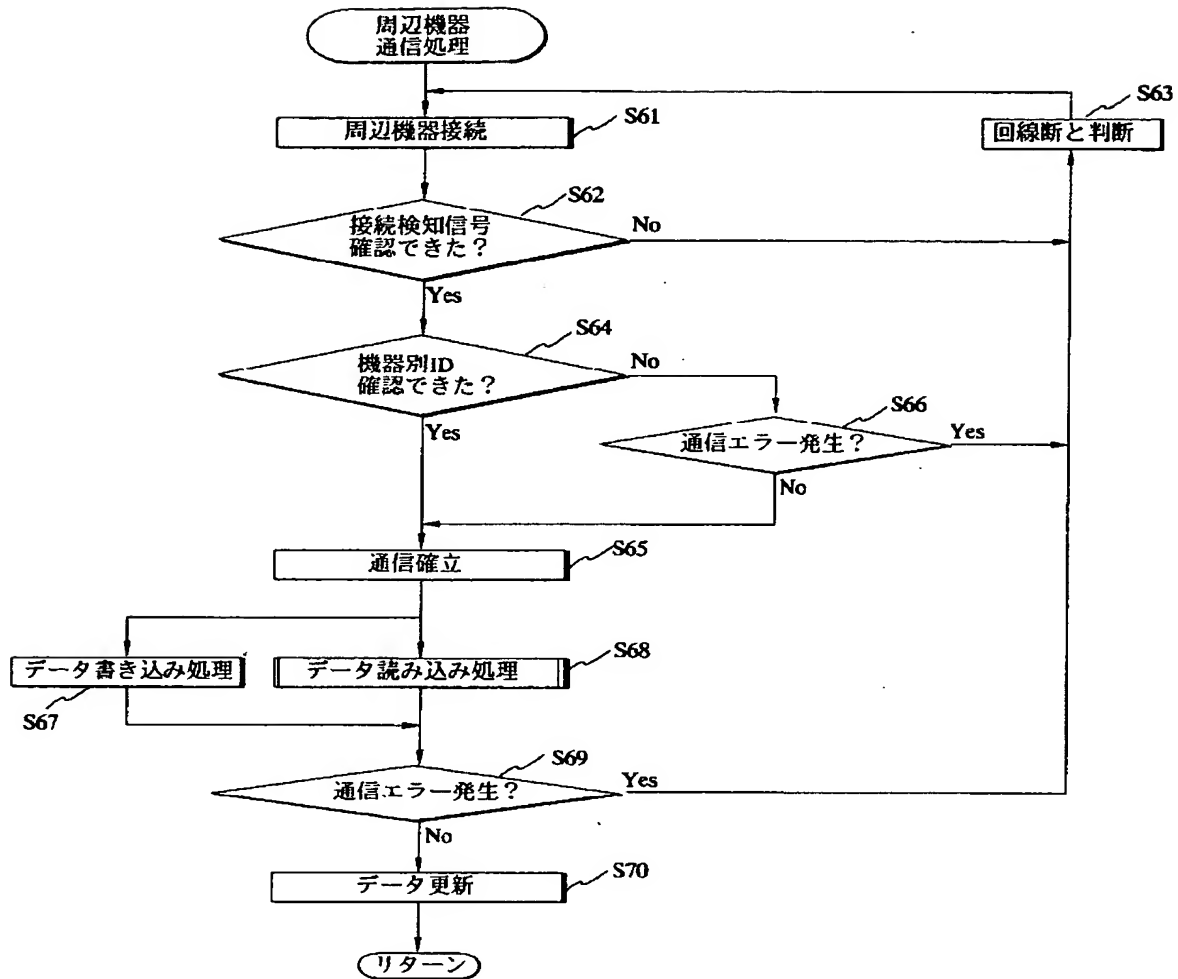 周辺機器
通信処理
S63
S61
周辺機器接続
回線断と判断
S62
接続検知信号
確認できた？
No
Yes
S64
機器別ID
確認できた？
No
S66
Yes
通信エラー発生？
Yes
No
S65
通信確立
データ書き込み処理
データ読み込み処理
S68
S67
S69
通信エラー発生？
Yes
No
S70
データ更新
リターン